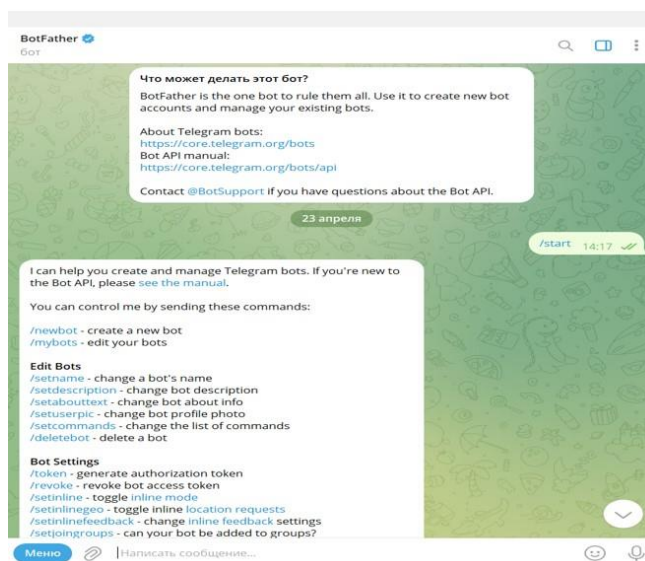 BotFather
бот
Что может делать этот бот?
BotFather is the one bot to rule them all. Use it to create new bot
accounts and manage your existing bots.
About Telegram bots:
https://core.telegram.org/bots
Bot API manual:
https://core.telegram.org/bots/api
Contact @BotSupport if you have questions about the Bot API.
23 апреля
/start 14:17
I can help you create and manage Telegram bots. If you're new to
the Bot API, please see the manual.
You can control me by sending these commands:
/newbot - create a new bot
/mybots - edit your bots
Edit Bots
/setname - change a bot's name
/setdescription - change bot description
/setabouttext - change bot about info
/setuserpic - change bot profile photo
/setcommands - change the list of commands
/deletebot - delete a bot
Bot Settings
/token - generate authorization token
/revoke - revoke bot access token
/setinline - toggle inline mode
/setinlinegeo - toggle inline location requests
/setinlinefeedback - change inline feedback settings
/setjoingroups - can your bot be added to groups?
Меню Написать сообщение...